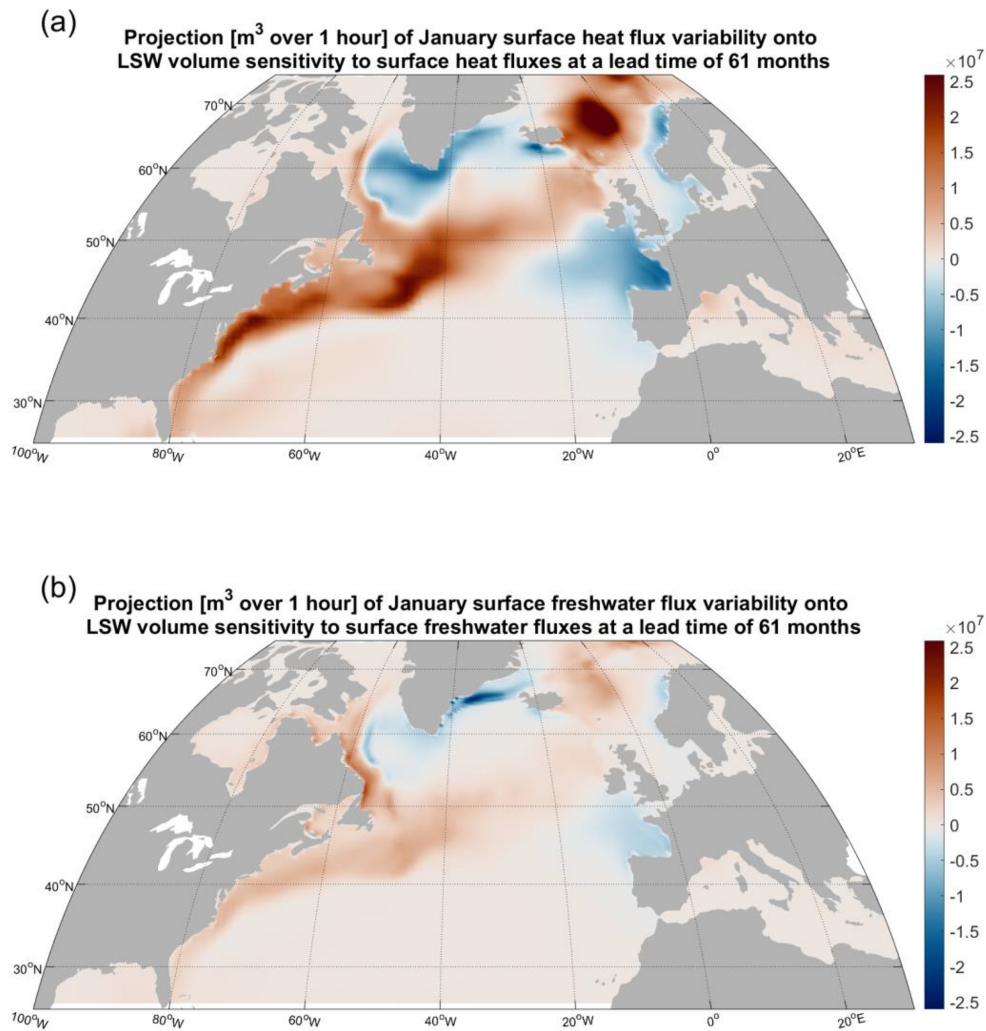 (a)
Projection [m³ over 1 hour] of January surface heat flux variability onto
LSW volume sensitivity to surface heat fluxes at a lead time of 61 months
×10⁷
2.5
2
1.5
1
0.5
0
-0.5
-1
-1.5
-2
-2.5
70°N
60°N
50°N
40°N
30°N
100°W
80°W
60°W
40°W
20°W
0°
20°E
(b)
Projection [m³ over 1 hour] of January surface freshwater flux variability onto
LSW volume sensitivity to surface freshwater fluxes at a lead time of 61 months
×10⁷
2.5
2
1.5
1
0.5
0
-0.5
-1
-1.5
-2
-2.5
70°N
60°N
50°N
40°N
30°N
100°W
80°W
60°W
40°W
20°W
0°
20°E